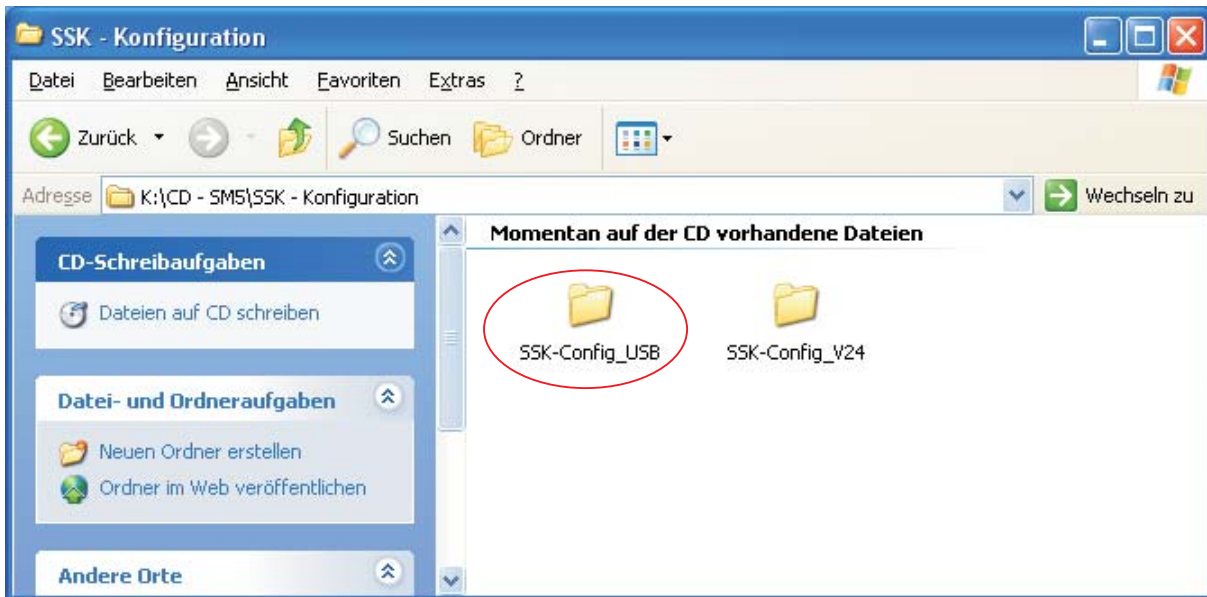 SSK - Konfiguration
Datei Bearbeiten Ansicht Favoriten Extras ?
Zurück Suchen Ordner
Adresse K:\CD - SM5\SSK - Konfiguration Wechseln zu
CD-Schreibaufgaben
Dateien auf CD schreiben
Datei- und Ordneraufgaben
Neuen Ordner erstellen
Ordner im Web veröffentlichen
Andere Orte
Momentan auf der CD vorhandene Dateien
SSK-Config_USB SSK-Config_V24